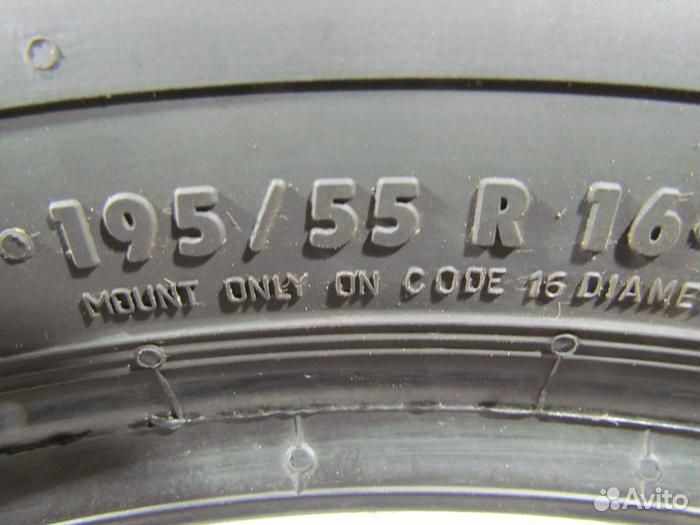 195/55 R 16
MOUNT ONLY ON CODE 16 DIAME
Avito